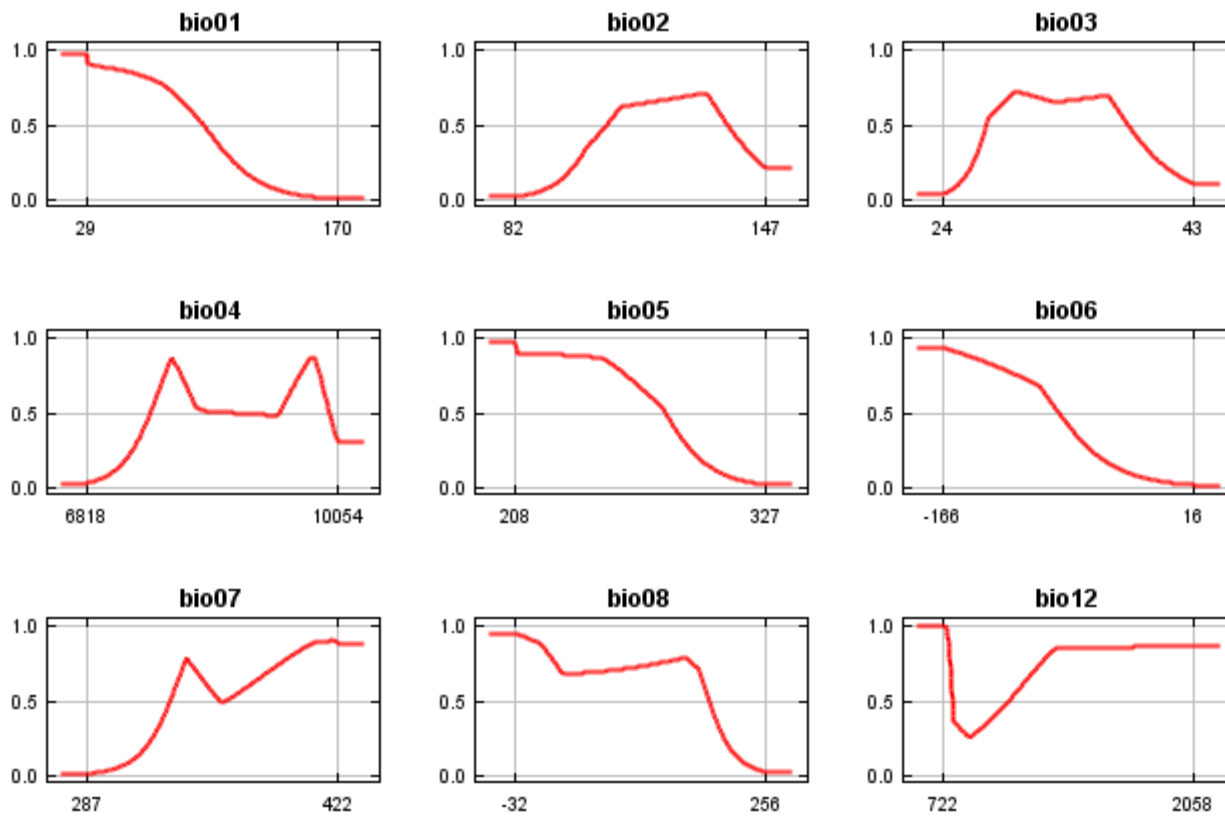 bio01 bio02 bio03
1.0 1.0 1.0
0.5 0.5 0.5
0.0 0.0 0.0
29 170 82 147 24 43
bio04 bio05 bio06
1.0 1.0 1.0
0.5 0.5 0.5
0.0 0.0 0.0
6818 10054 208 327 -166 16
bio07 bio08 bio12
1.0 1.0 1.0
0.5 0.5 0.5
0.0 0.0 0.0
287 422 -32 256 722 2058